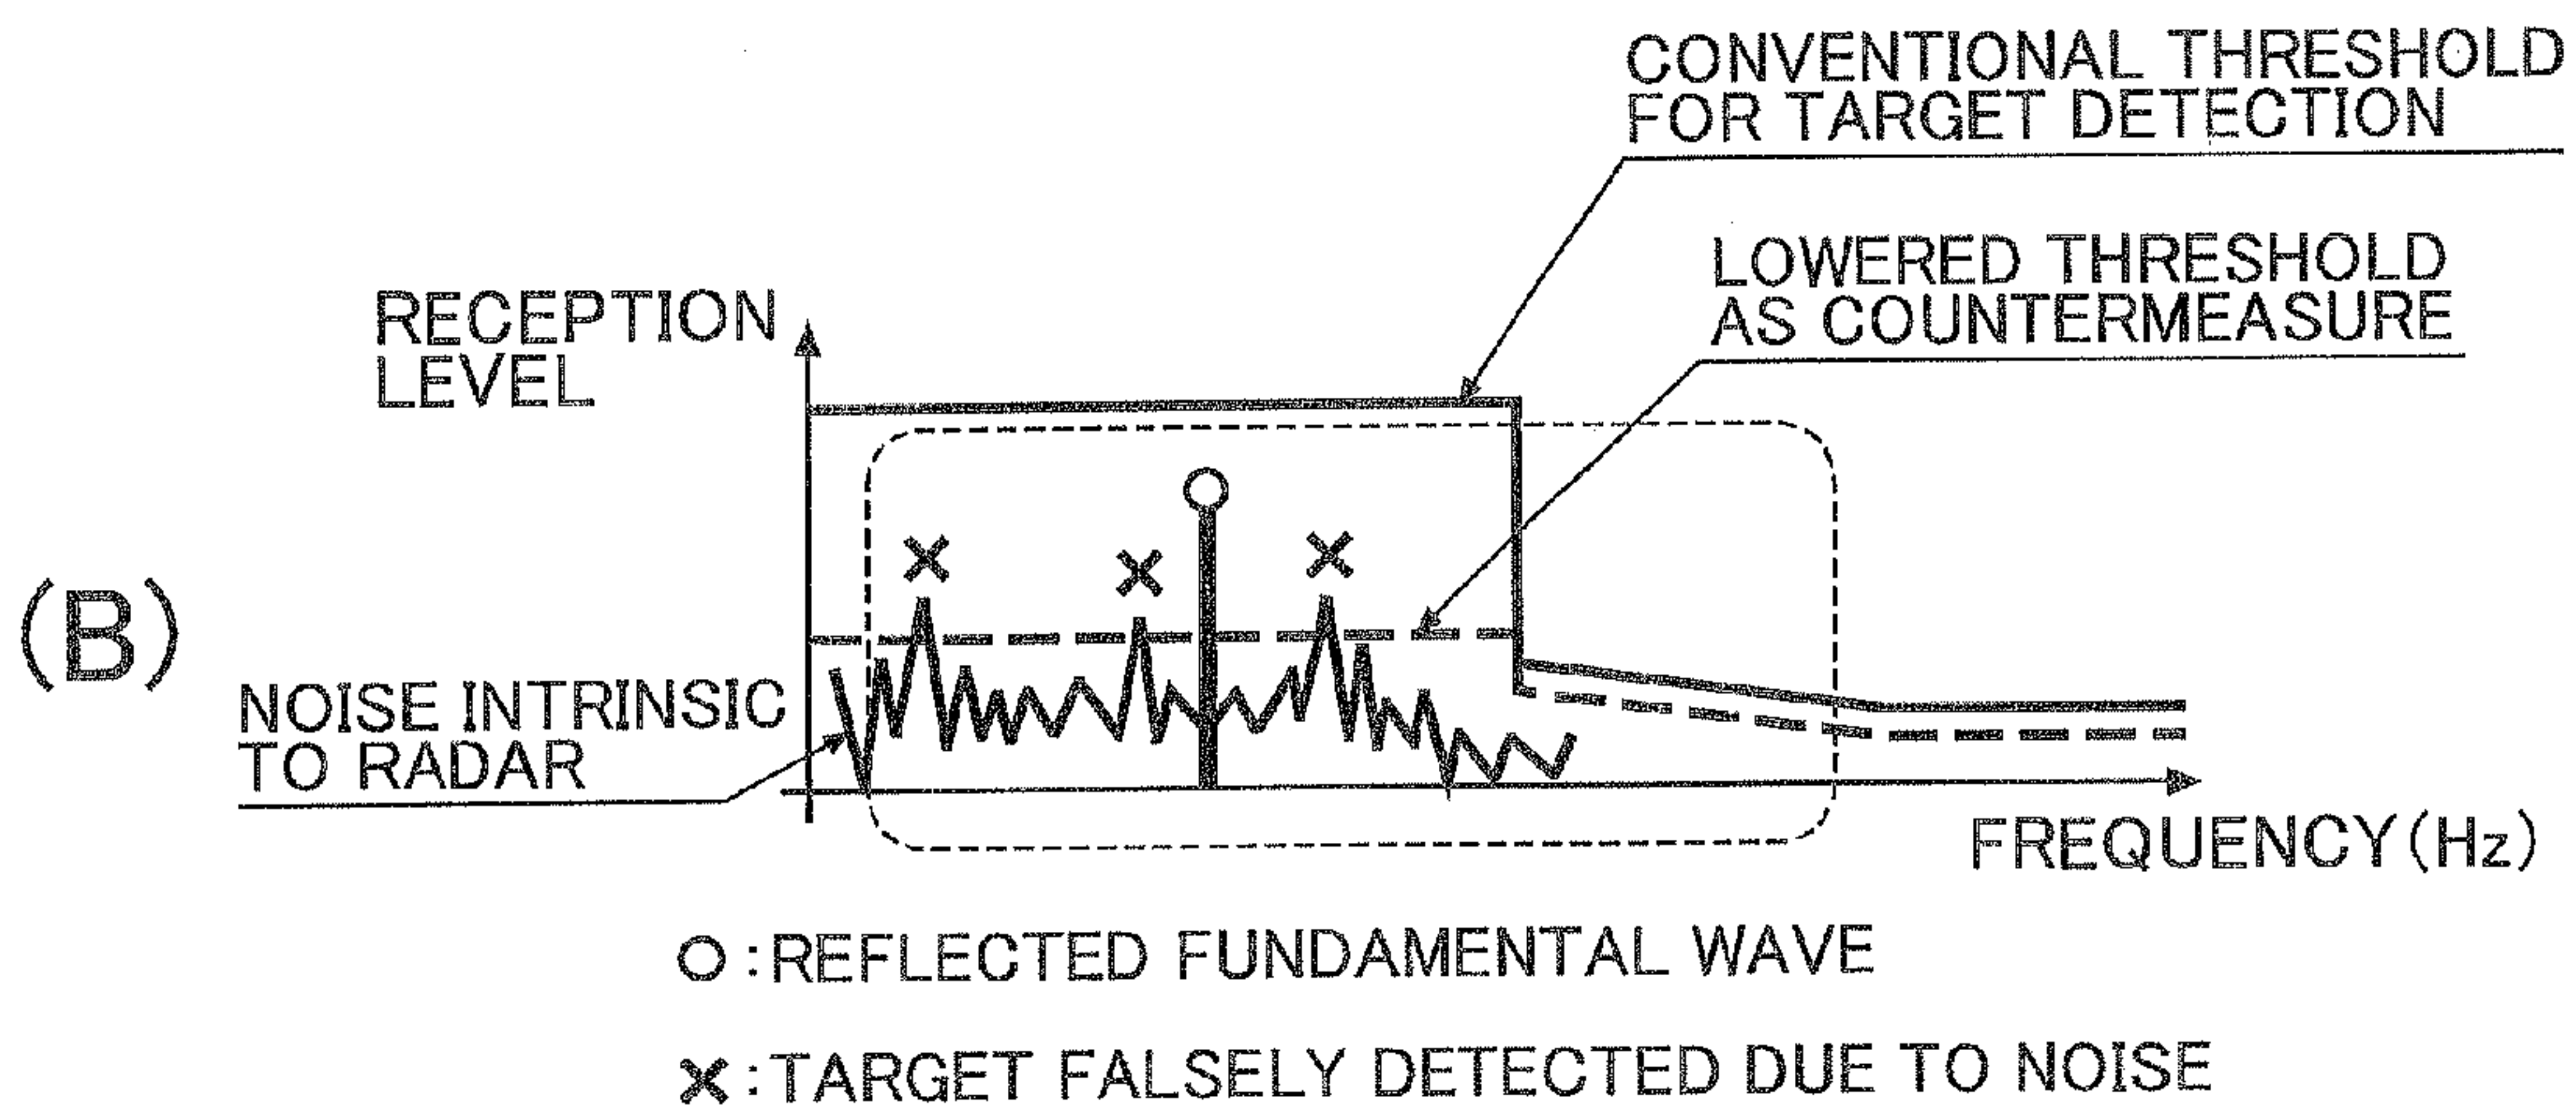 CONVENTIONAL THRESHOLD
FOR TARGET DETECTION
LOWERED THRESHOLD
AS COUNTERMEASURE
RECEPTION
LEVEL
(B)
NOISE INTRINSIC
TO RADAR
FREQUENCY(Hz)
○:REFLECTED FUNDAMENTAL WAVE
×:TARGET FALSELY DETECTED DUE TO NOISE